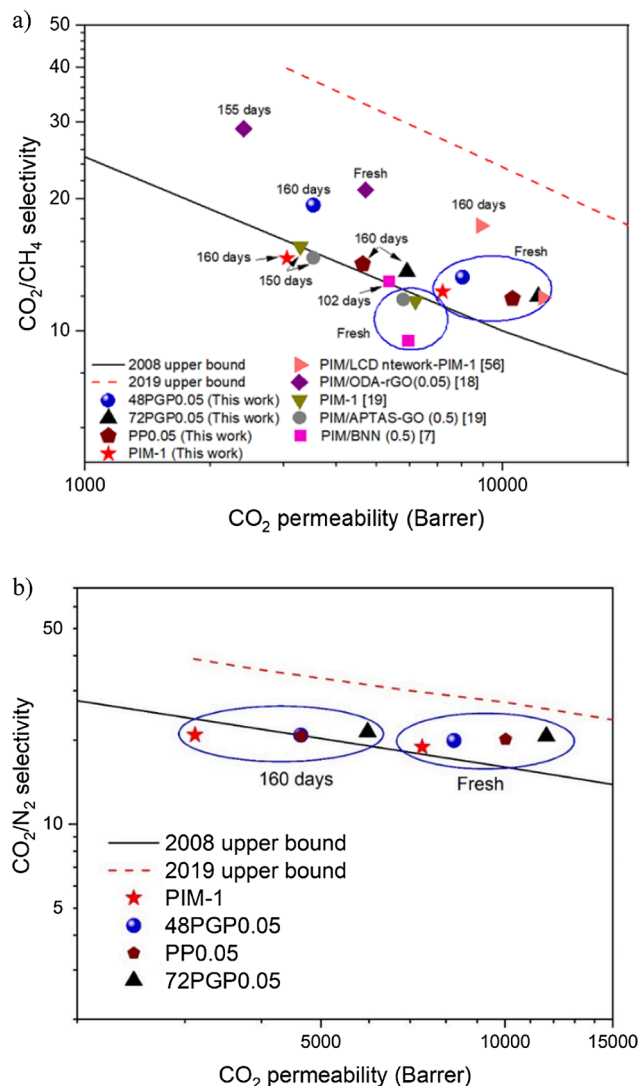 a)
50
40
30
20
10
CO₂/CH₄ selectivity
155 days
Fresh
160 days
160 days
160 days
160 days
150 days
102 days
Fresh
Fresh
2008 upper bound
2019 upper bound
48PGP0.05 (This work)
72PGP0.05 (This work)
PP0.05 (This work)
PIM-1 (This work)
PIM/LCD ntework-PIM-1 [56]
PIM/ODA-rGO(0.05) [18]
PIM-1 [19]
PIM/APTAS-GO (0.5) [19]
PIM/BNN (0.5) [7]
1000
10000
CO₂ permeability (Barrer)
b)
50
10
5
CO₂/N₂ selectivity
160 days
Fresh
2008 upper bound
2019 upper bound
PIM-1
48PGP0.05
PP0.05
72PGP0.05
5000
10000
15000
CO₂ permeability (Barrer)